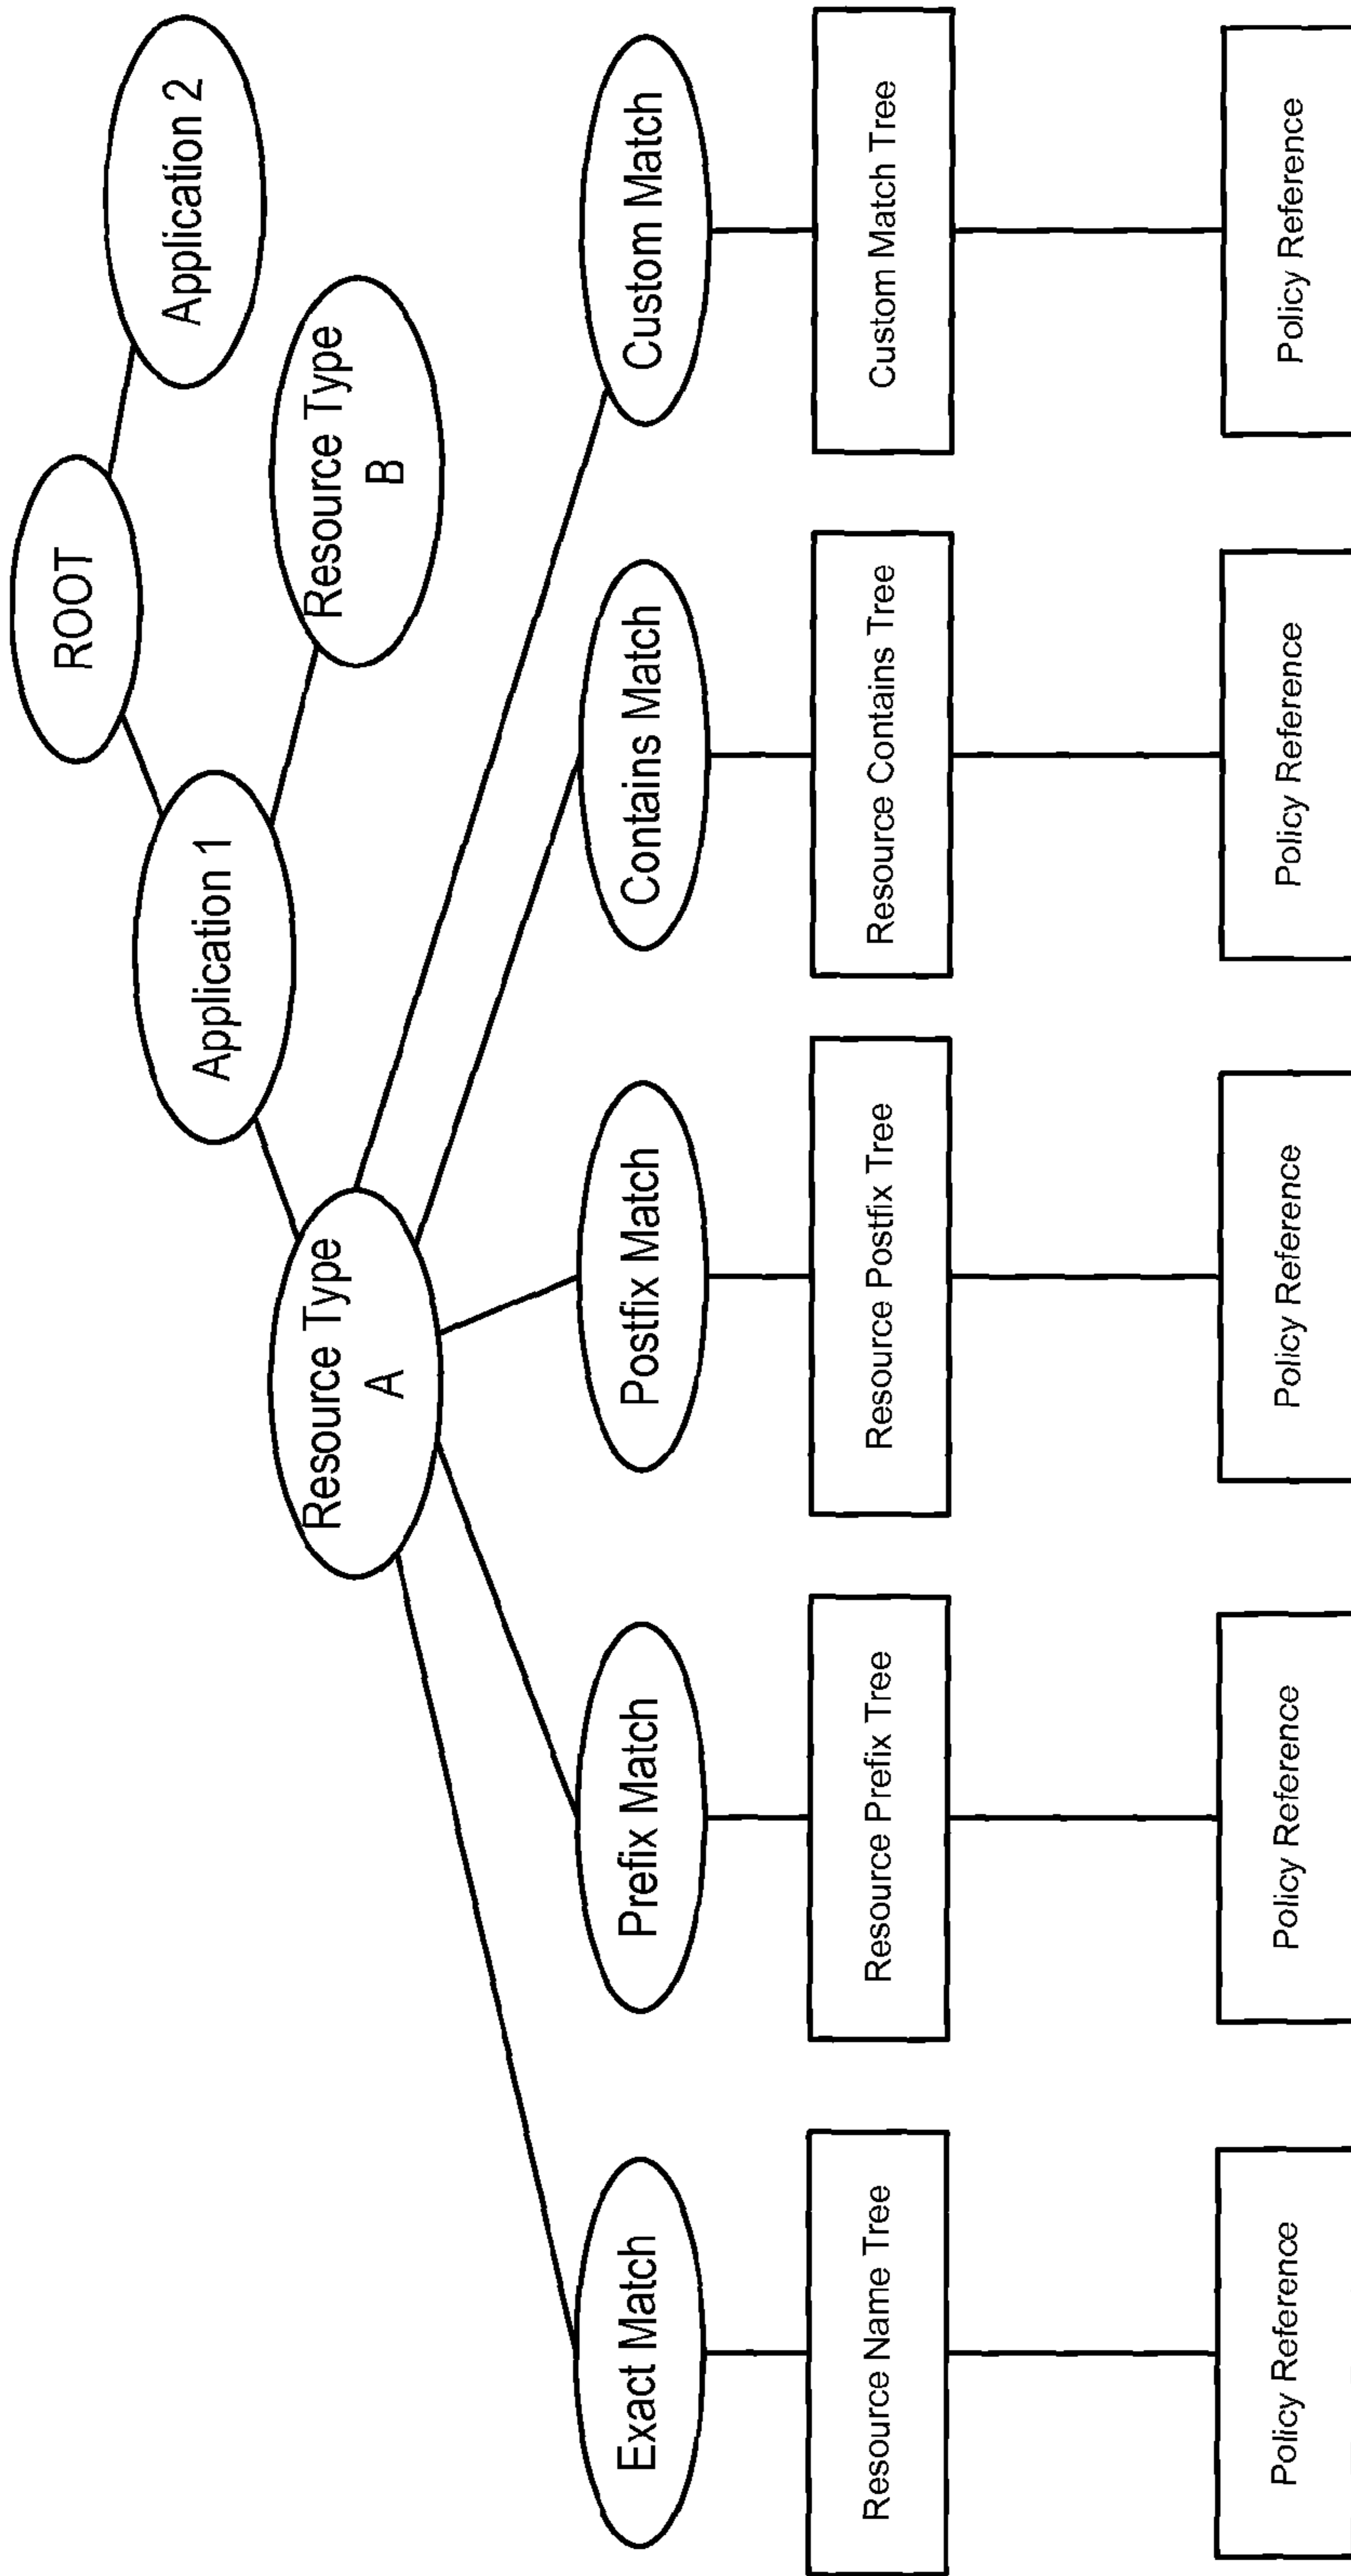 ROOT
Application 1
Application 2
Resource Type
A
Resource Type
B
Exact Match
Prefix Match
Postfix Match
Contains Match
Custom Match
Resource Name Tree
Resource Prefix Tree
Resource Postfix Tree
Resource Contains Tree
Custom Match Tree
Policy Reference
Policy Reference
Policy Reference
Policy Reference
Policy Reference